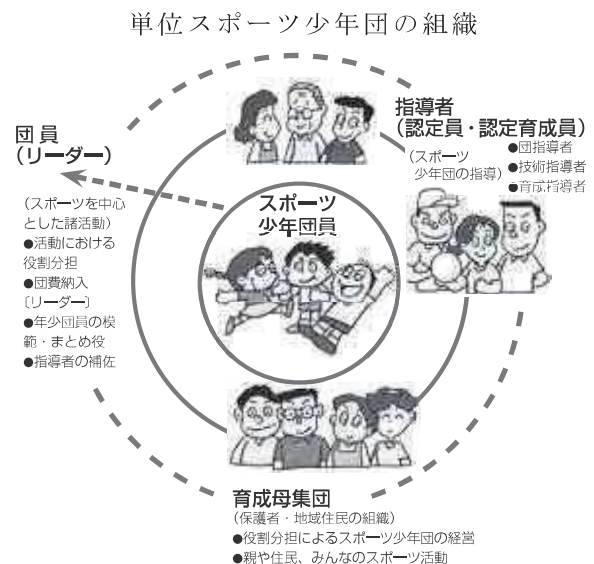 単位スポーツ少年団の組織
団員
（リーダー）
（スポーツを中心
とした諸活動）
●活動における
役割分担
●団費納入
〔リーダー〕
●年少団員の模
範・まとめ役
●指導者の補佐
スポーツ
少年団員
指導者
（認定員・認定育成員）
（スポーツ
少年団の指導）
●団指導者
●技術指導者
●育成指導者
育成母集団
（保護者・地域住民の組織）
●役割分担によるスポーツ少年団の経営
●親や住民、みんなのスポーツ活動